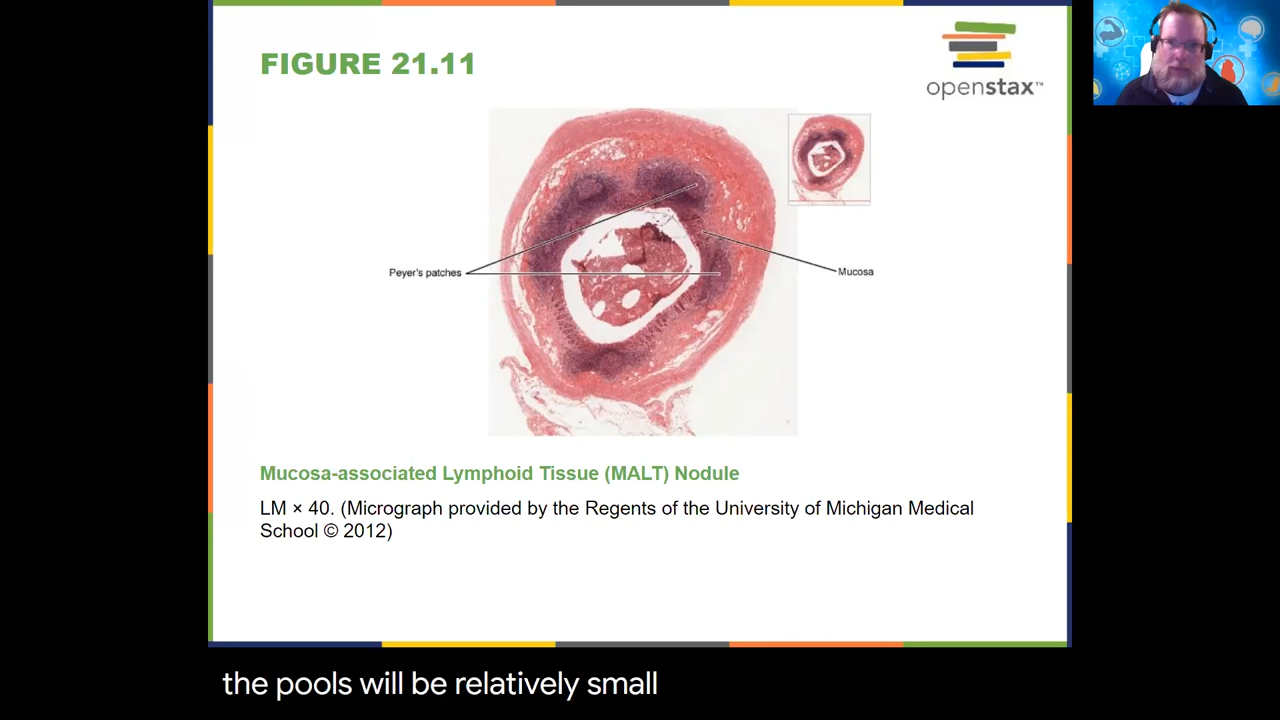 FIGURE 21.11
openstax™
Peyer's patches
Mucosa
Mucosa-associated Lymphoid Tissue (MALT) Nodule
LM × 40. (Micrograph provided by the Regents of the University of Michigan Medical
School © 2012)
the pools will be relatively small